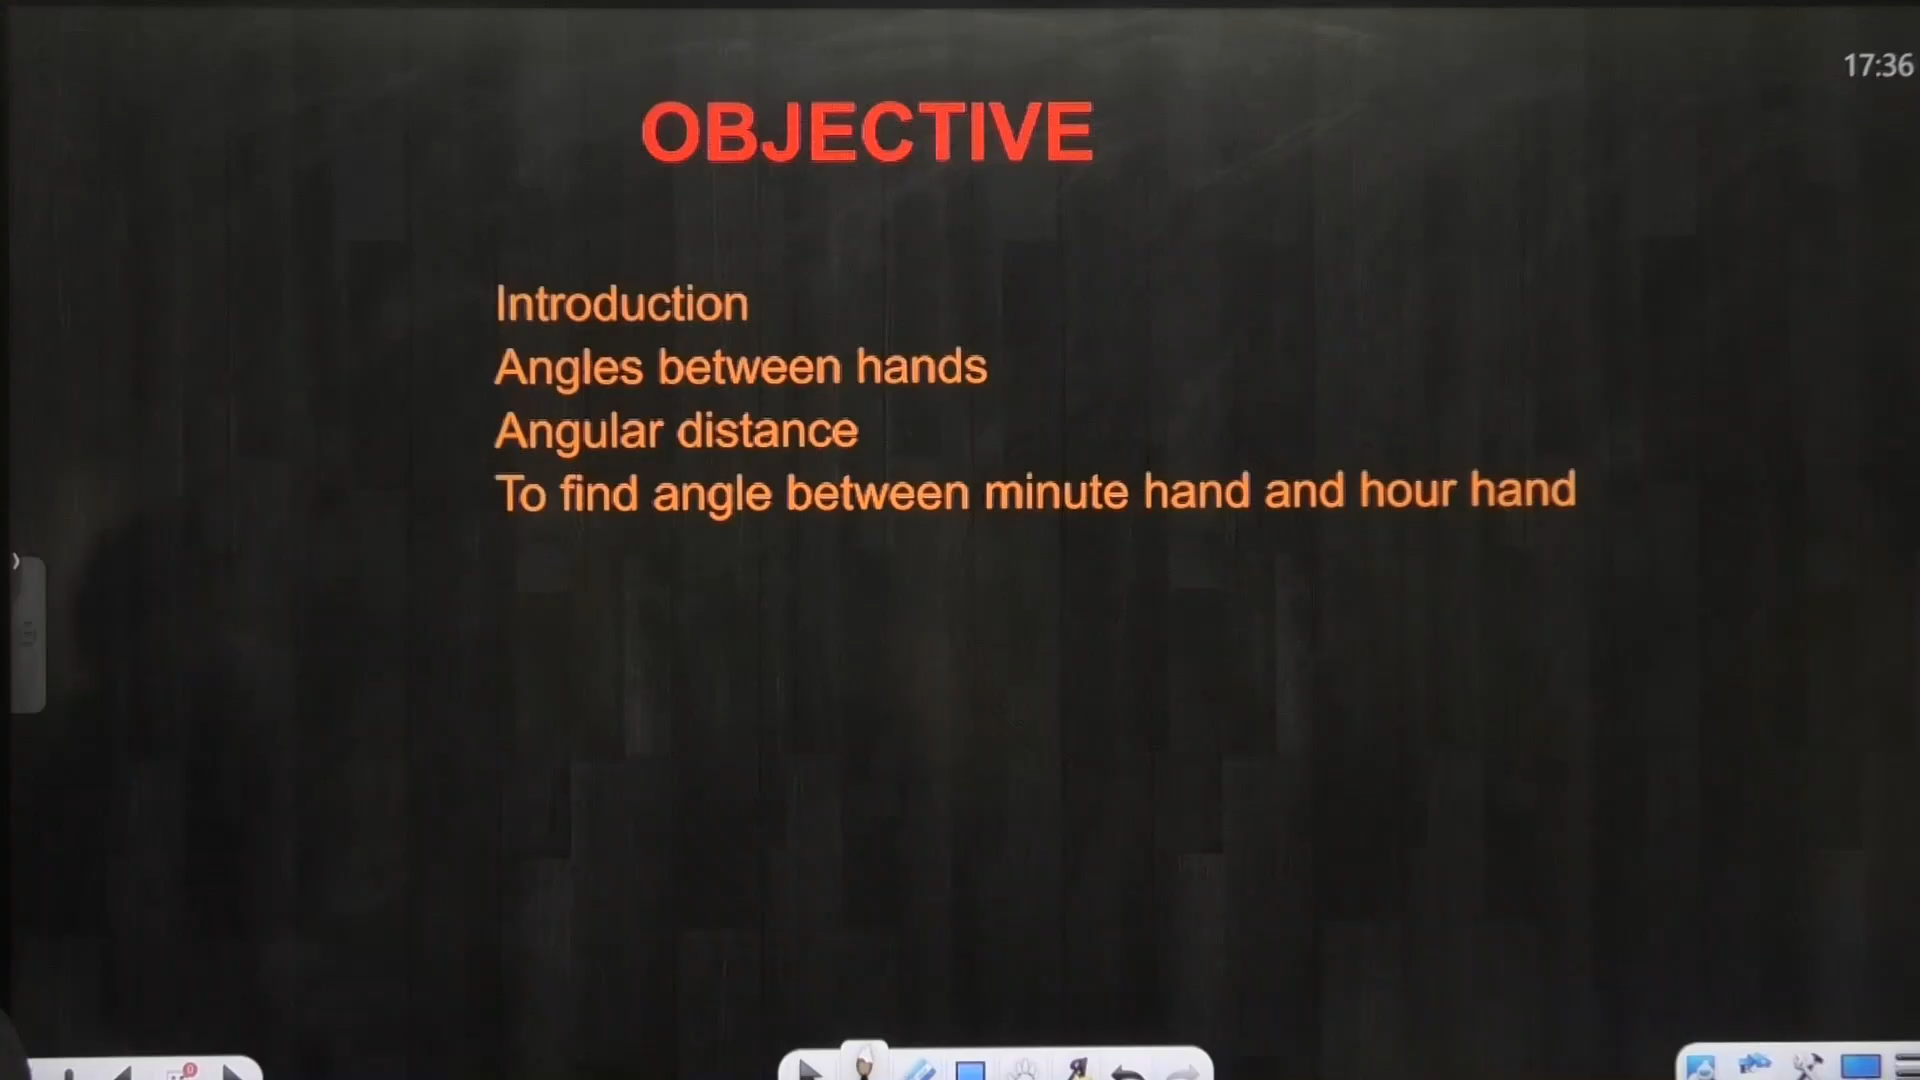 17:36
OBJECTIVE
Introduction
Angles between hands
Angular distance
To find angle between minute hand and hour hand